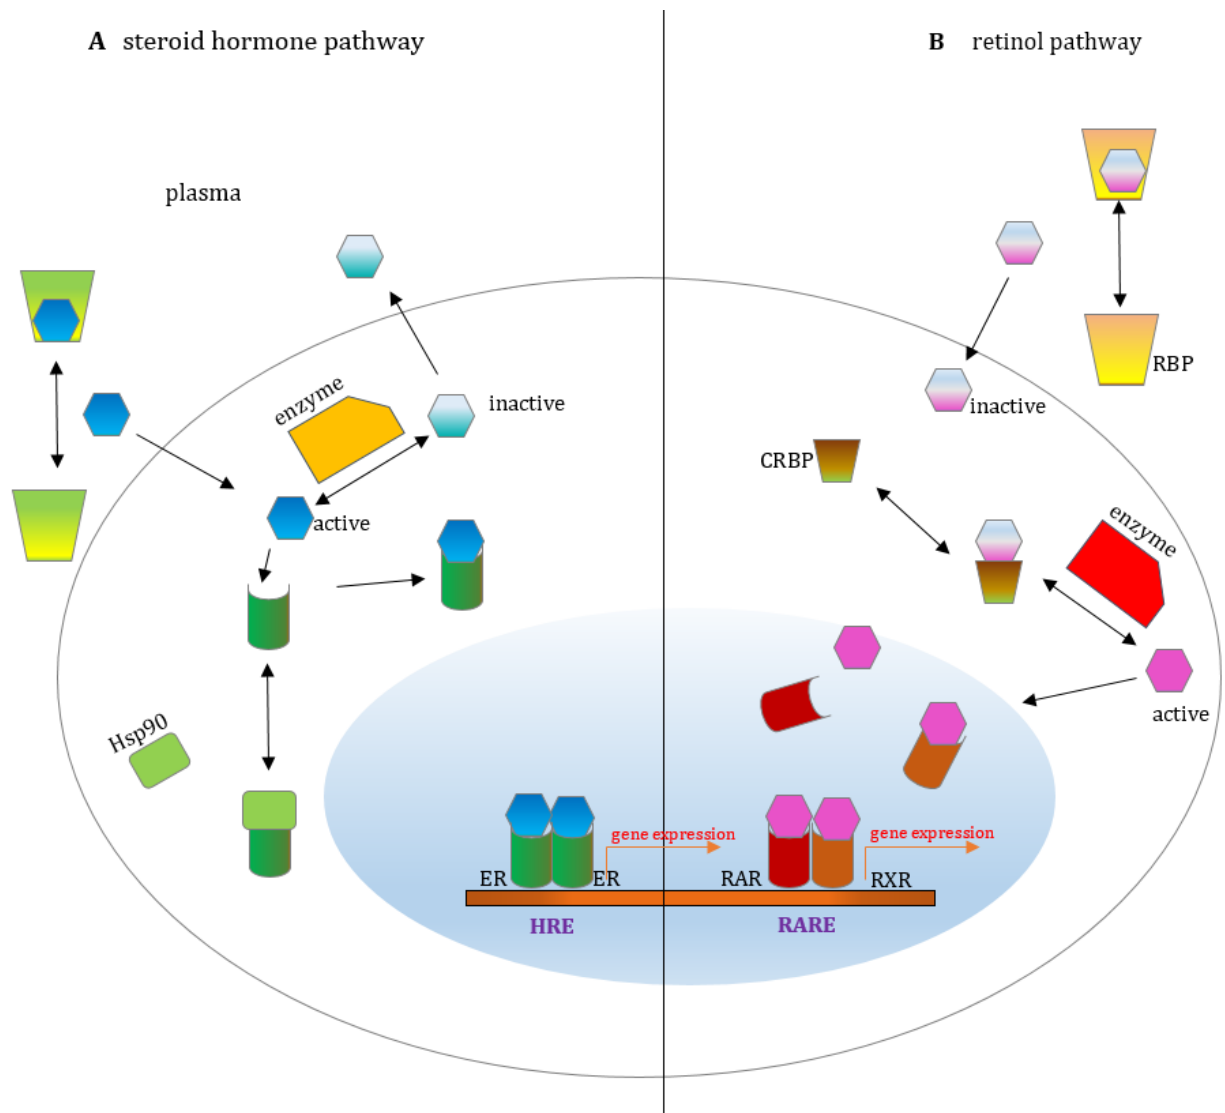 A steroid hormone pathway
B retinol pathway
plasma
enzyme
inactive
active
Hsp90
ER
ER
gene expression
HRE
RBP
inactive
CRBP
enzyme
active
RAR
gene expression
RXR
RARE